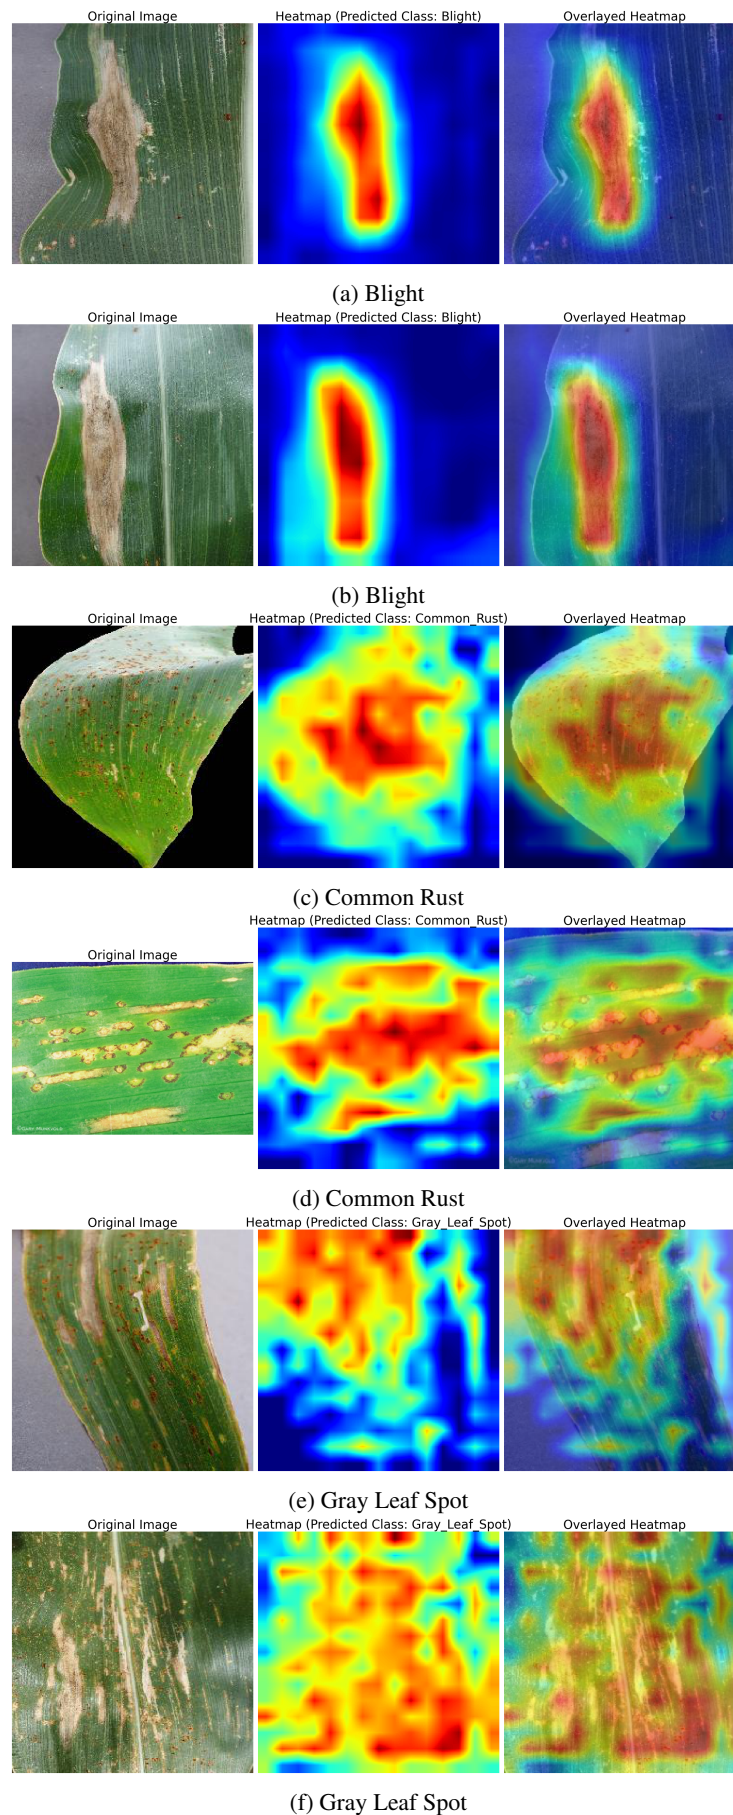 Original Image
Heatmap (Predicted Class: Blight)
Overlayed Heatmap
(a) Blight
Original Image
Heatmap (Predicted Class: Blight)
Overlayed Heatmap
(b) Blight
Original Image
Heatmap (Predicted Class: Common_Rust)
Overlayed Heatmap
(c) Common Rust
Original Image
Heatmap (Predicted Class: Common_Rust)
Overlayed Heatmap
(d) Common Rust
Original Image
Heatmap (Predicted Class: Gray_Leaf_Spot)
Overlayed Heatmap
(e) Gray Leaf Spot
Original Image
Heatmap (Predicted Class: Gray_Leaf_Spot)
Overlayed Heatmap
(f) Gray Leaf Spot